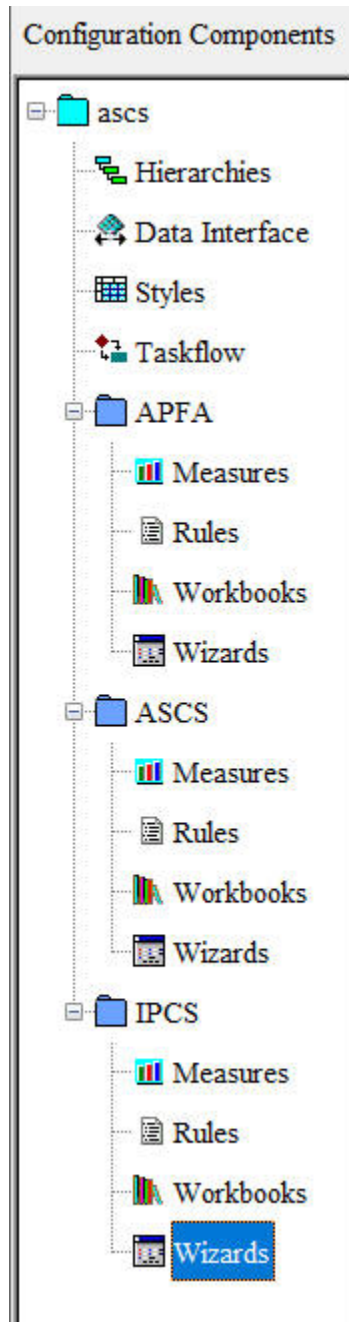 Configuration Components
ascs
Hierarchies
Data Interface
Styles
Taskflow
APFA
Measures
Rules
Workbooks
Wizards
ASCS
Measures
Rules
Workbooks
Wizards
IPCS
Measures
Rules
Workbooks
Wizards